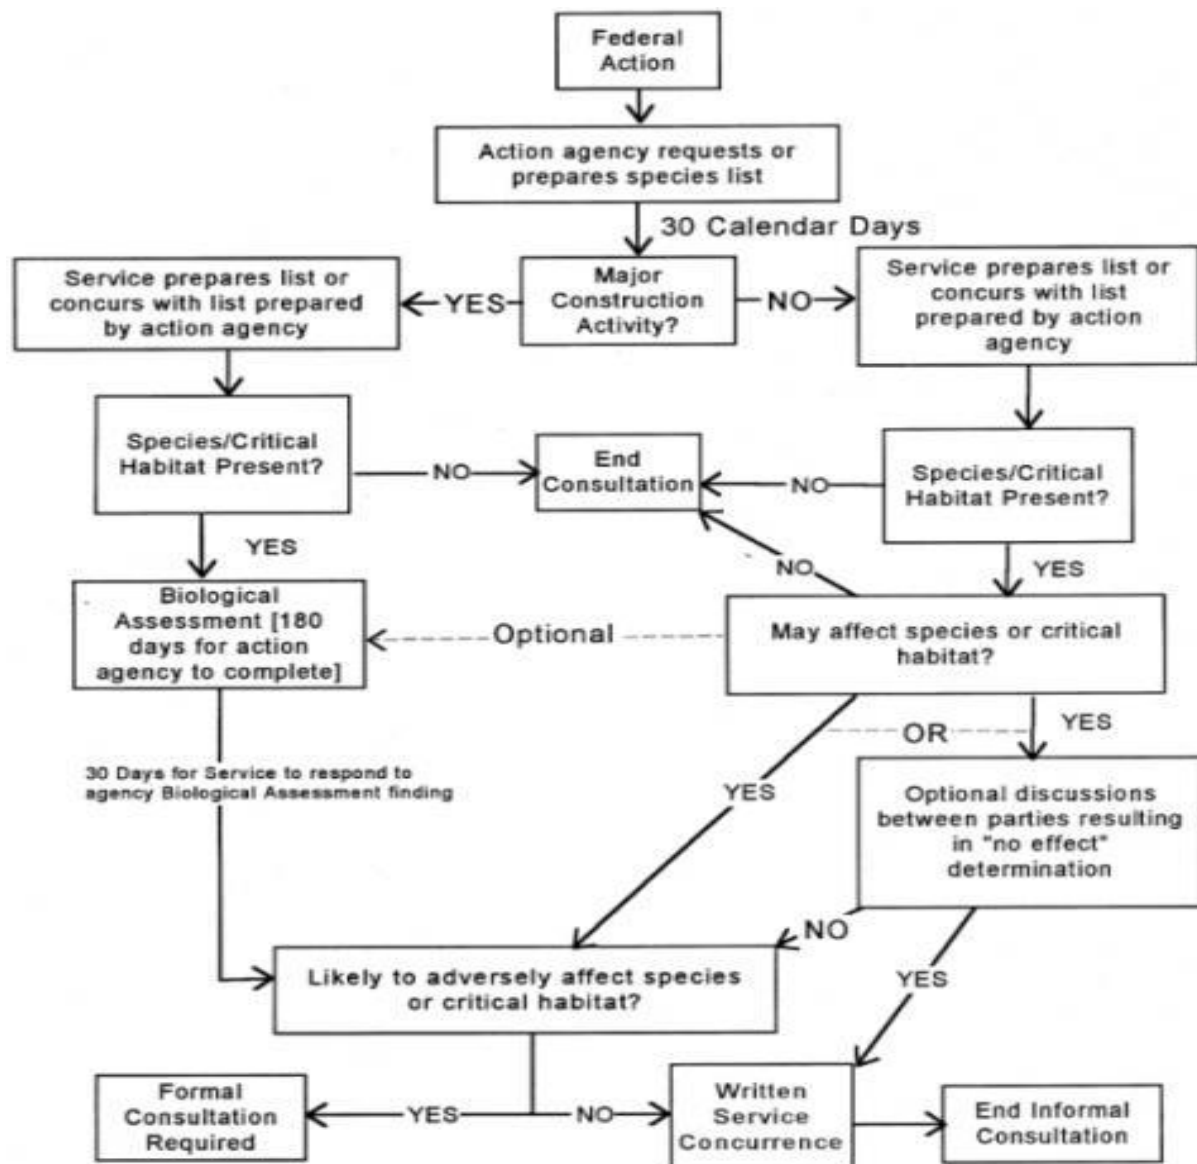 Federal
Action
Action agency requests or
prepares species list
30 Calendar Days
Service prepares list or
concurs with list prepared
by action agency
YES
Major
Construction
Activity?
NO
Service prepares list or
concurs with list
prepared by action
agency
Species/Critical
Habitat Present?
NO
End
Consultation
NO
Species/Critical
Habitat Present?
YES
NO
YES
Biological
Assessment [180
days for action
agency to complete]
Optional
May affect species or critical
habitat?
OR
YES
30 Days for Service to respond to
agency Biological Assessment finding
YES
Optional discussions
between parties resulting
in "no effect"
determination
NO
YES
Likely to adversely affect species
or critical habitat?
Formal
Consultation
Required
YES
NO
Written
Service
Concurrence
End Informal
Consultation